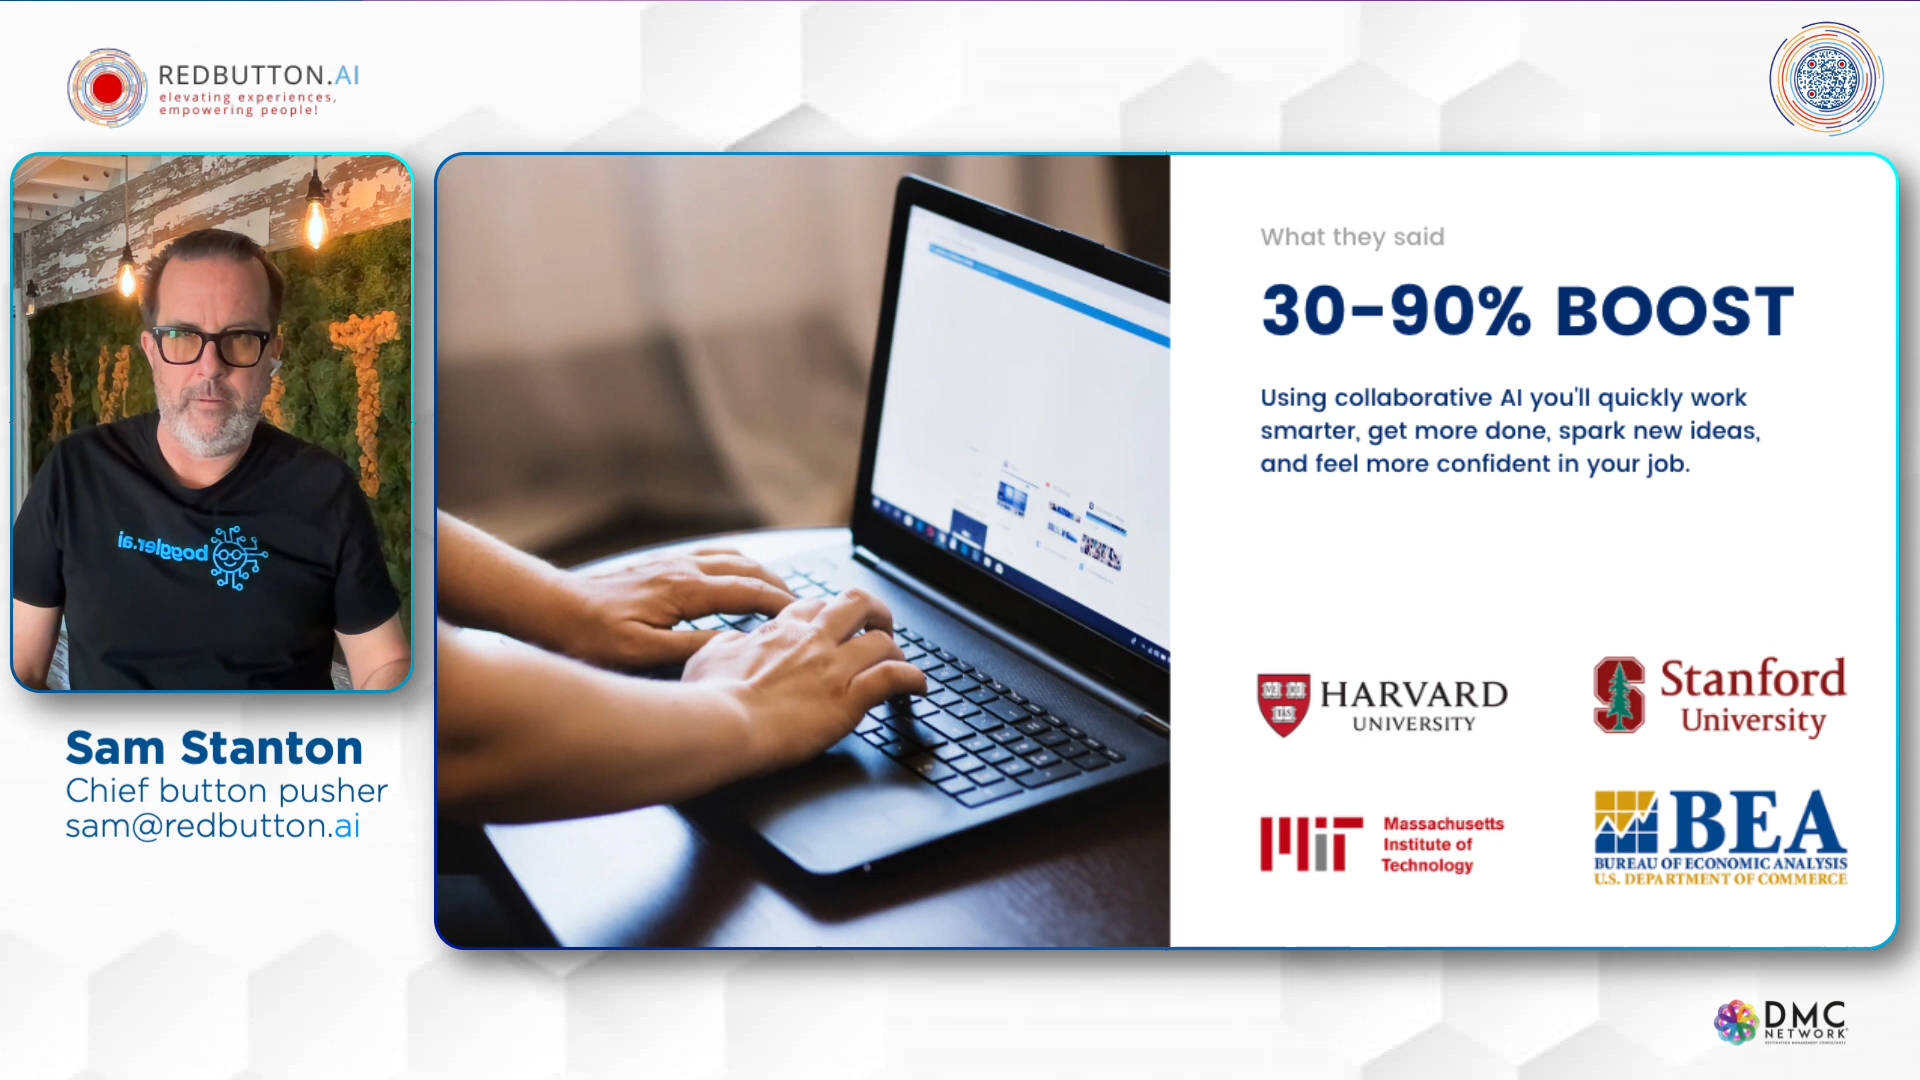 REDBUTTON.AI
elevating experiences,
empowering people!
boggler.ai
Sam Stanton
Chief button pusher
sam@redbutton.ai
What they said
30-90% BOOST
Using collaborative AI you'll quickly work
smarter, get more done, spark new ideas,
and feel more confident in your job.
HARVARD
UNIVERSITY
Stanford
University
MIT
Massachusetts
Institute of
Technology
BEA
BUREAU OF ECONOMIC ANALYSIS
U.S. DEPARTMENT OF COMMERCE
DMC
NETWORK